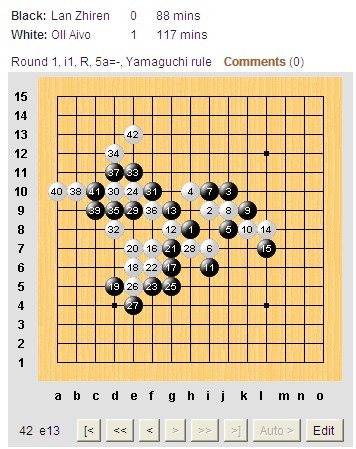 Black: Lan Zhiren 0 88 mins
White: Oll Aivo 1 117 mins
Round 1, i1, R, 5a=-, Yamaguchi rule Comments (0)
15
14
13 42
12 34
11 37 33
10 40 38 41 30 24 31 4 7 3
9 39 35 29 36 13 2 8 9
8 32 12 1 5 10 14
7 20 16 21 28 6 15
6 18 22 17 11
5 19 26 23 25
4 27
3
2
1
a b c d e f g h i j k l m n o
42 e13 [< << < > >> >] Auto > Edit